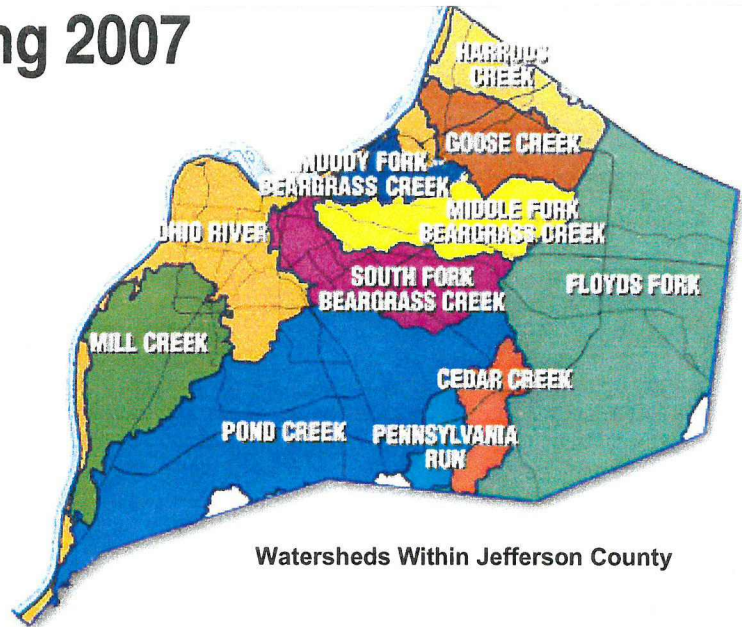 ng 2007
HARRODS
CREEK
GOOSE CREEK
MUDDY FORK
BEARGRASS CREEK
MIDDLE FORK
BEARGRASS CREEK
OHIO RIVER
SOUTH FORK
BEARGRASS CREEK
FLOYDS FORK
MILL CREEK
CEDAR CREEK
POND CREEK
PENNSYLVANIA
RUN
Watersheds Within Jefferson County